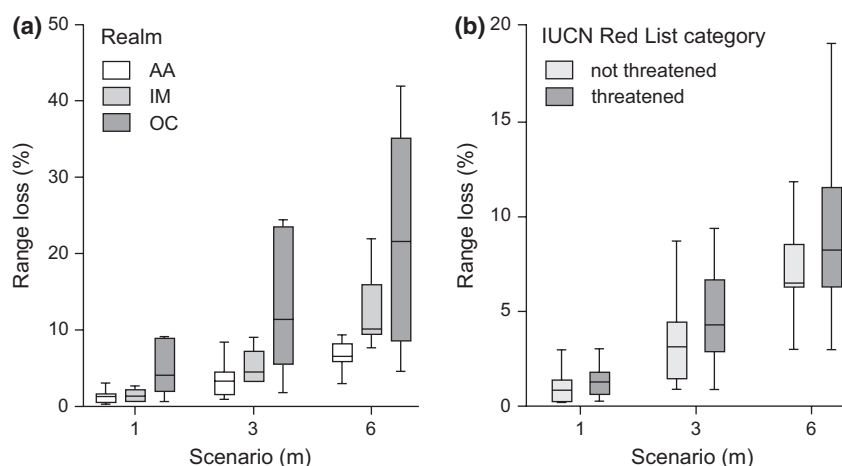 (a)
Realm
AA
IM
OC
Range loss (%)
50
40
30
20
10
0
1 3 6
Scenario (m)
(b)
IUCN Red List category
not threatened
threatened
Range loss (%)
20
15
10
5
0
1 3 6
Scenario (m)